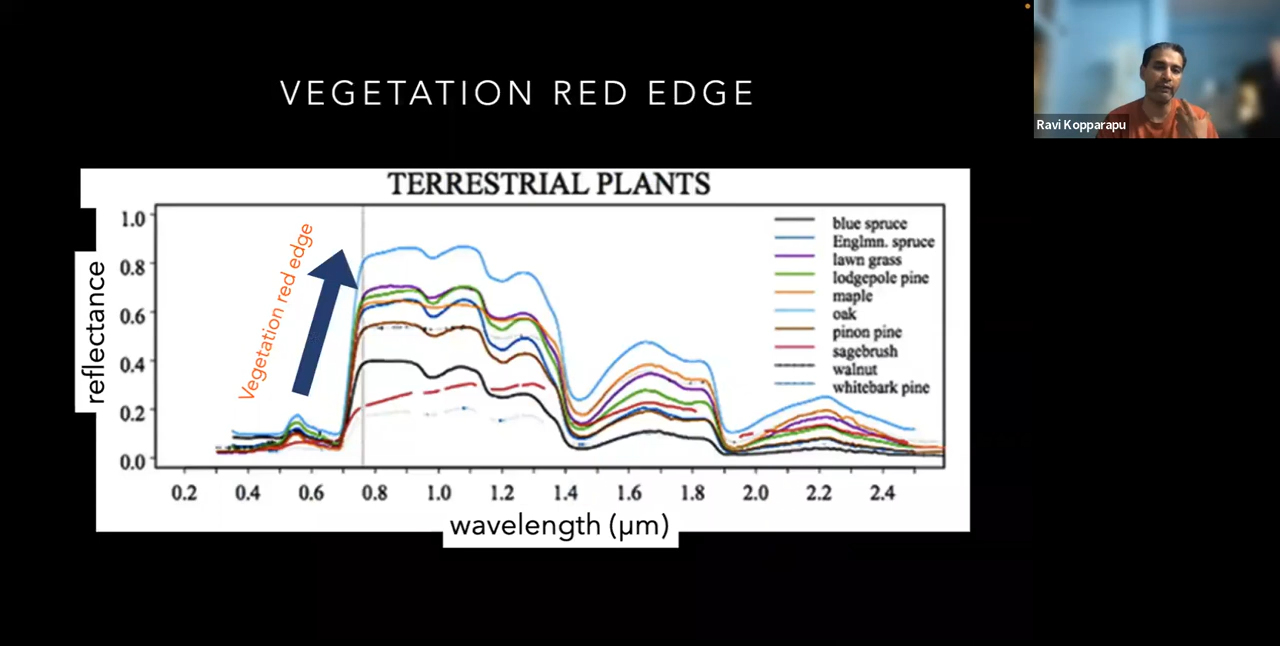 VEGETATION RED EDGE
Ravi Kopparapu
TERRESTRIAL PLANTS
Vegetation red edge
reflectance
1.0
0.8
0.6
0.4
0.2
0.0
blue spruce
Englmn. spruce
lawn grass
lodgepole pine
maple
oak
pinon pine
sagebrush
walnut
whitebark pine
0.2 0.4 0.6 0.8 1.0 1.2 1.4 1.6 1.8 2.0 2.2 2.4
wavelength (µm)